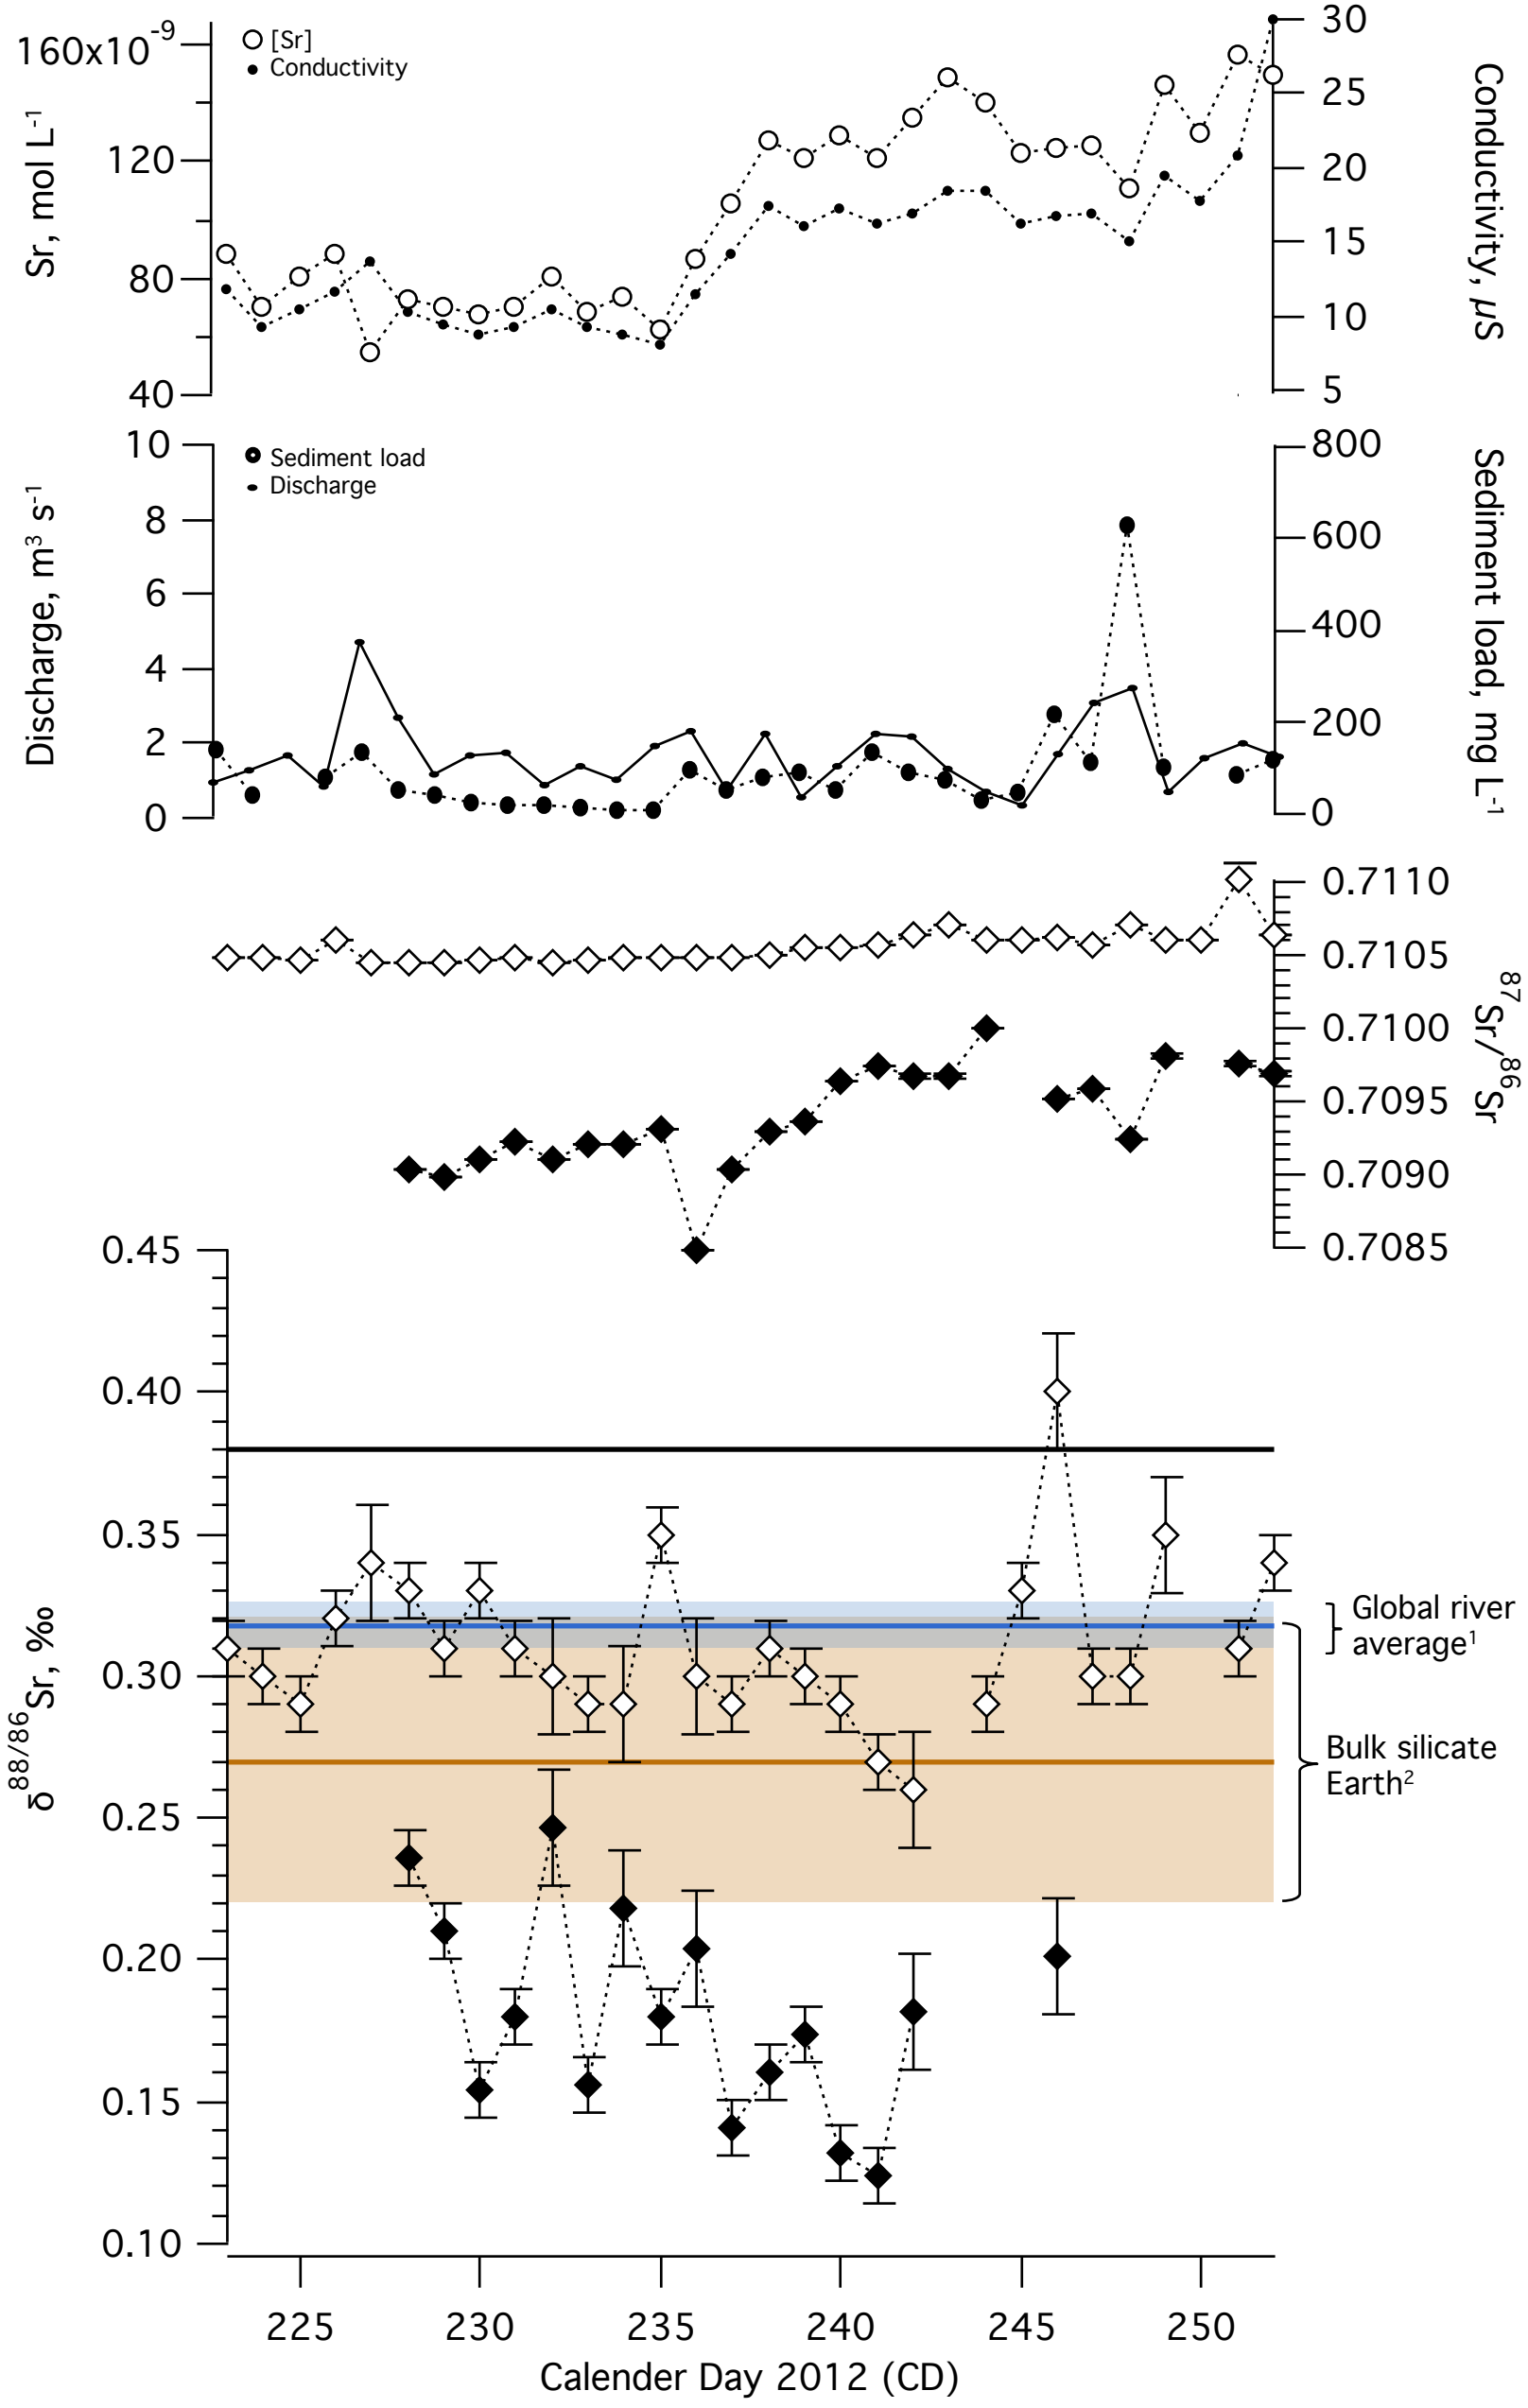 160x10-9
120
80
40
Sr, mol L-1
[Sr]
Conductivity
30
25
20
15
10
5
Conductivity, µS
10
8
6
4
2
0
Discharge, m3 s-1
Sediment load
Discharge
800
600
400
200
0
Sediment load, mg L-1
0.7110
0.7105
0.7100
0.7095
0.7090
0.7085
87Sr/86Sr
0.45
0.40
0.35
0.30
0.25
0.20
0.15
0.10
δ88/86Sr, ‰
Global river
average1
Bulk silicate
Earth2
225 230 235 240 245 250
Calender Day 2012 (CD)